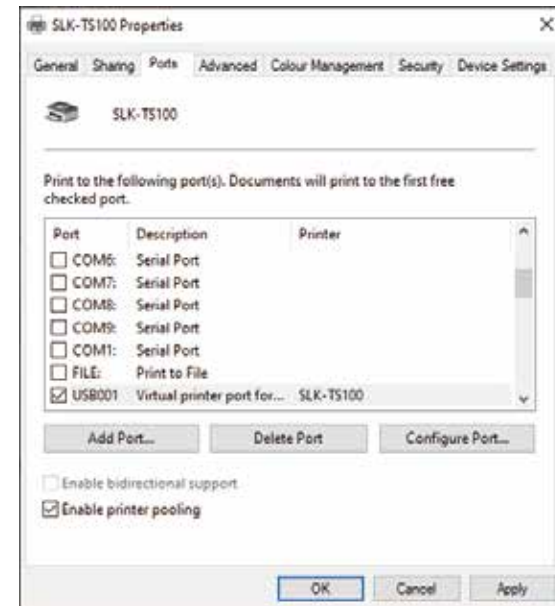 SLK-TS100 Properties
General Sharing Ports Advanced Colour Management Security Device Settings
SLK-TS100
Print to the following port(s). Documents will print to the first free
checked port.
Port Description Printer
COM6: Serial Port
COM7: Serial Port
COM8: Serial Port
COM9: Serial Port
COM1: Serial Port
FILE: Print to File
USB001 Virtual printer port for... SLK-TS100
Add Port... Delete Port Configure Port...
Enable bidirectional support
Enable printer pooling
OK Cancel Apply